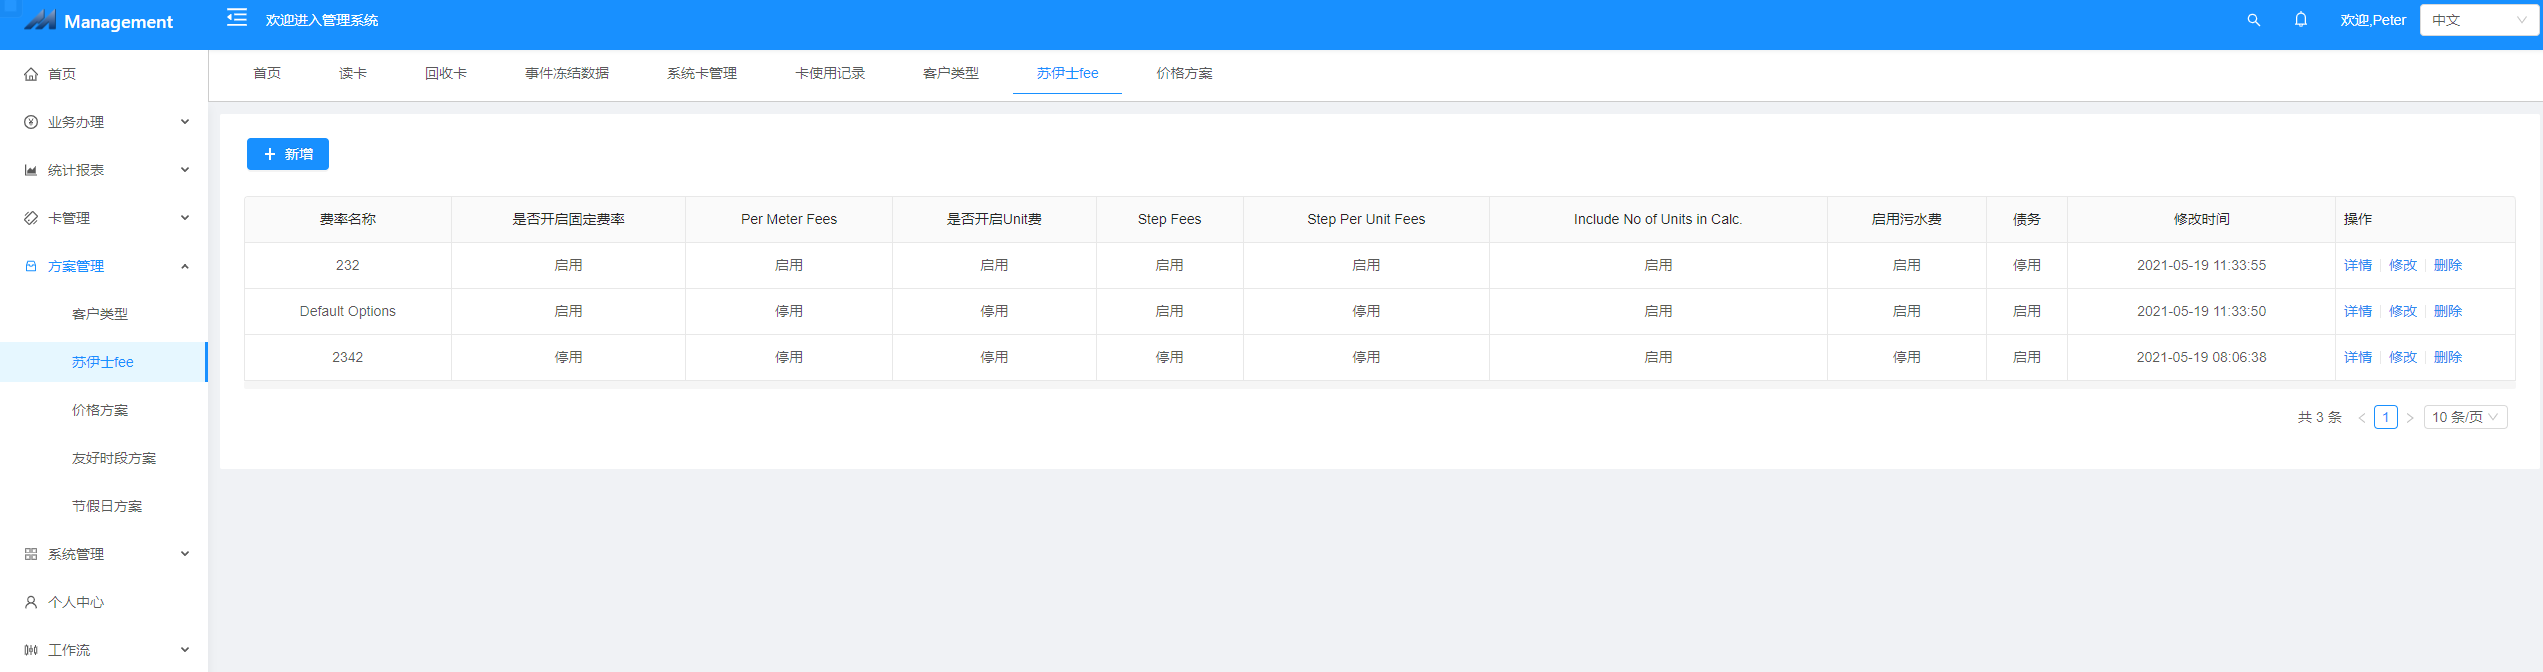 Management 欢迎进入管理系统 欢迎,Peter 中文
首页 读卡 回收卡 事件冻结数据 系统卡管理 卡使用记录 客户类型 苏伊士fee 价格方案
首页
业务办理
统计报表
卡管理
方案管理
客户类型
苏伊士fee
价格方案
友好时段方案
节假日方案
系统管理
个人中心
工作流
新增
费率名称 是否开启固定费率 Per Meter Fees 是否开启Unit费 Step Fees Step Per Unit Fees Include No of Units in Calc. 启用污水费 债务 修改时间 操作
232 启用 启用 启用 启用 启用 启用 启用 停用 2021-05-19 11:33:55 详情 修改 删除
Default Options 启用 停用 停用 启用 停用 启用 启用 启用 2021-05-19 11:33:50 详情 修改 删除
2342 停用 停用 停用 停用 停用 启用 停用 启用 2021-05-19 08:06:38 详情 修改 删除
共 3 条 < 1 > 10 条/页